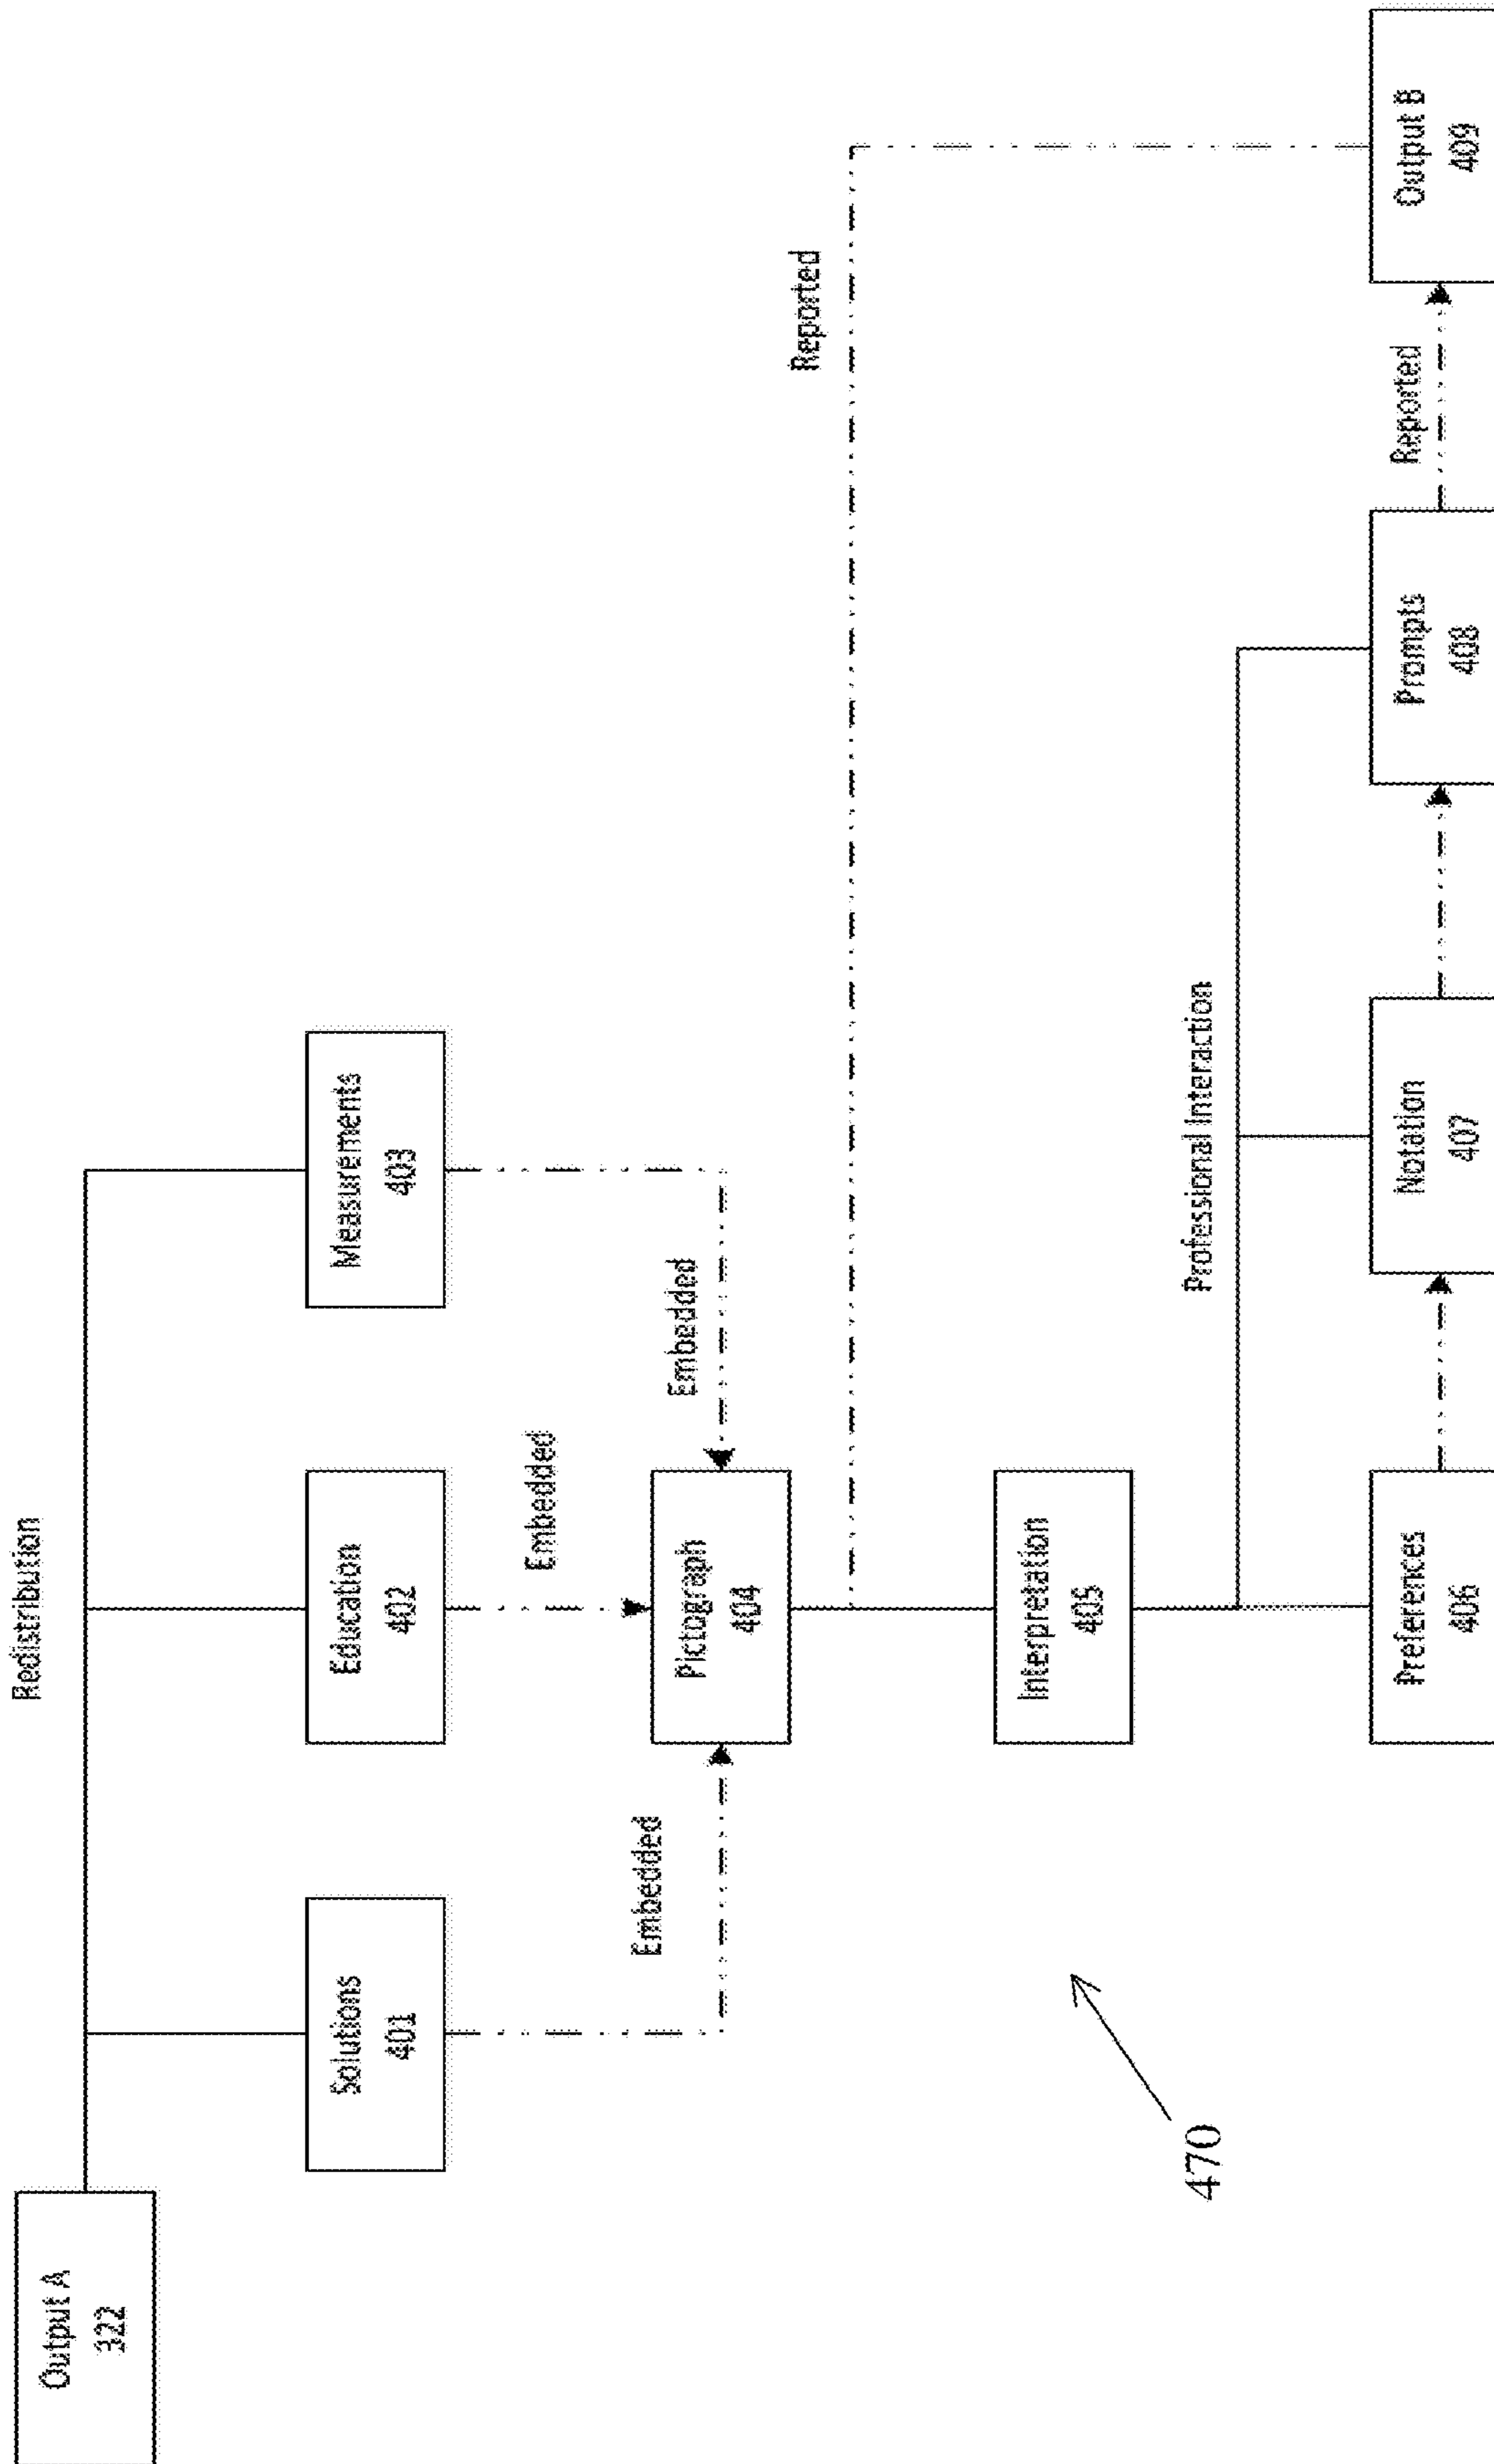 Output A
322
Redistribution
Solutions
401
Education
402
Measurements
403
Embedded
Embedded
Embedded
Pictograph
404
Reported
Interpretation
405
Professional Interaction
Preferences
406
Notation
407
Prompts
408
Reported
Output B
409
470